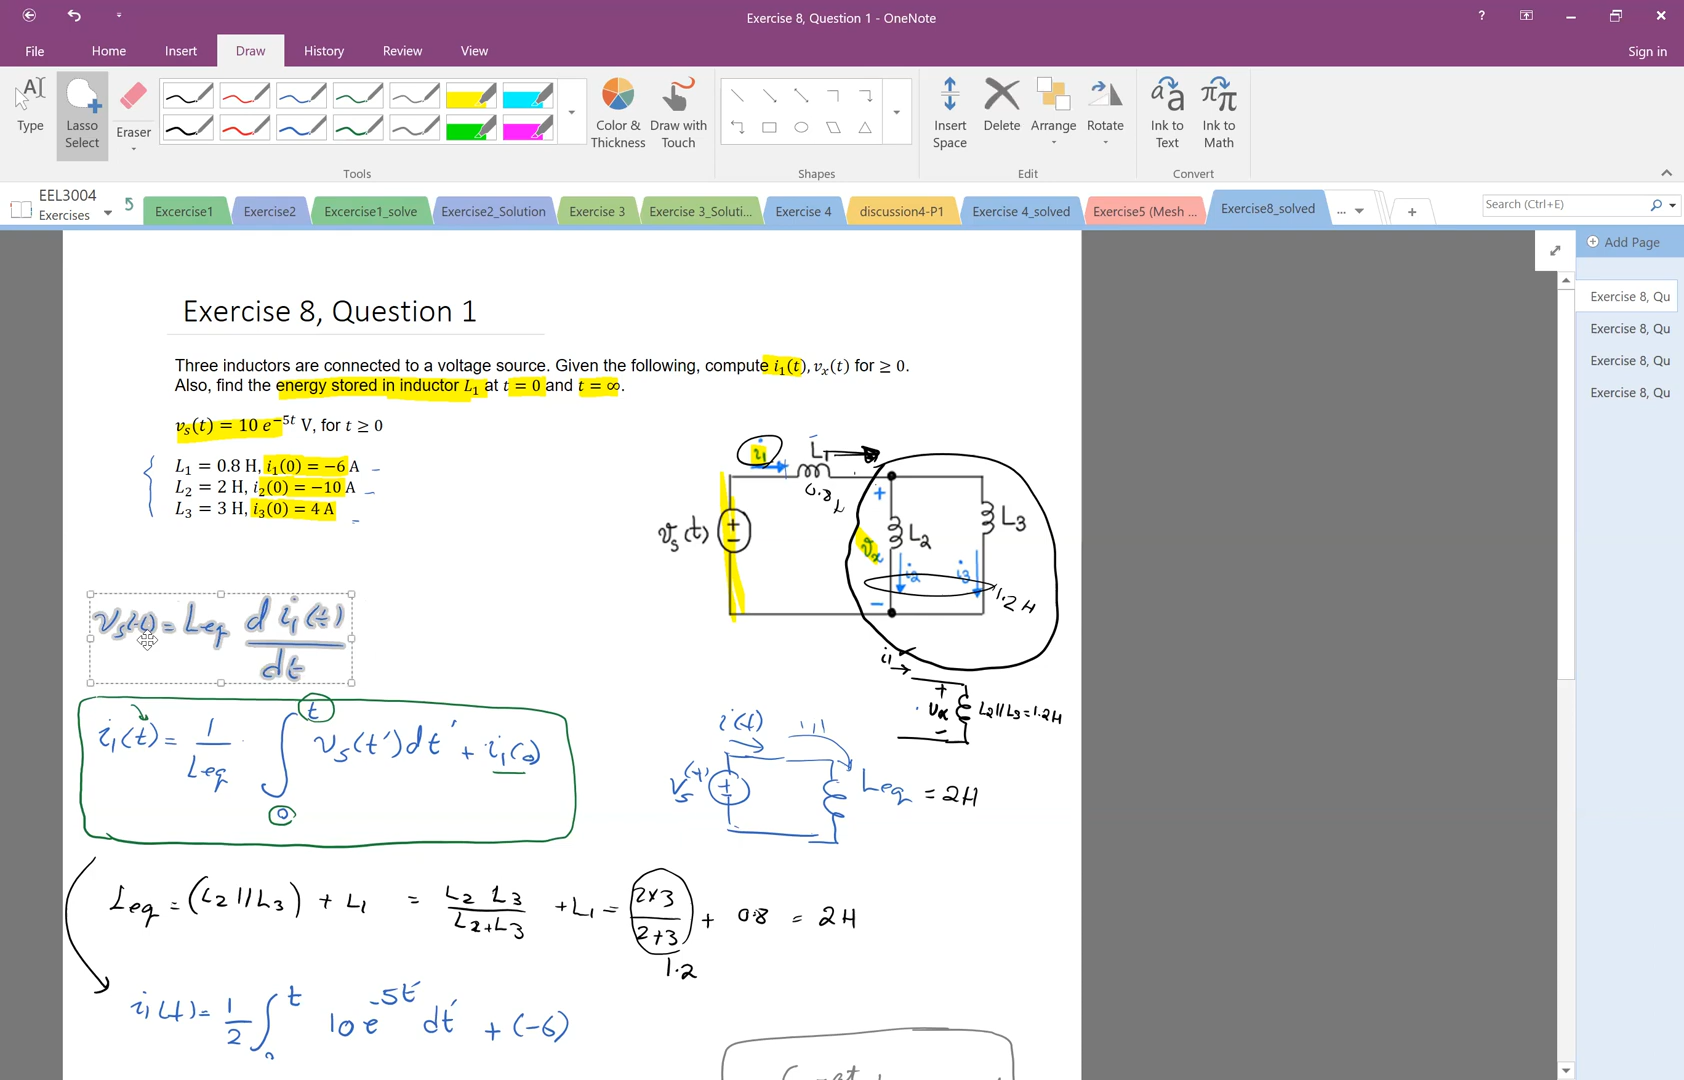 Exercise 8, Question 1 - OneNote
?
File Home Insert Draw History Review View
Sign in
Type
Lasso Select
Eraser
Color & Thickness
Draw with Touch
Insert Space
Delete
Arrange
Rotate
Ink to Text
Ink to Math
Tools
Shapes
Edit
Convert
EEL3004
Exercises
Excercise1
Exercise2
Excercise1_solve
Exercise2_Solution
Exercise 3
Exercise 3_Soluti...
Exercise 4
discussion4-P1
Exercise 4_solved
Exercise5 (Mesh ...
Exercise8_solved
...
Search (Ctrl+E)
Add Page
Exercise 8, Qu
Exercise 8, Qu
Exercise 8, Qu
Exercise 8, Qu
Exercise 8, Question 1
Three inductors are connected to a voltage source. Given the following, compute i₁(t), vₓ(t) for ≥ 0.
Also, find the energy stored in inductor L₁ at t = 0 and t = ∞.
vₛ(t) = 10 e⁻⁵ᵗ V, for t ≥ 0
L₁ = 0.8 H, i₁(0) = −6 A
L₂ = 2 H, i₂(0) = −10 A
L₃ = 3 H, i₃(0) = 4 A
i₁
L₁
0.8
vₛ(t)
+
−
+
vₓ
−
L₂
L₃
i₂
i₃
1.2 H
i₁
+
vₓ
−
L₂ || L₃ = 1.2 H
vₛ(t) = Leq d i₁(t) / dt
i₁(t) = 1/Leq ∫₀ᵗ vₛ(t′) dt′ + i₁(0)
i(t)
vₛ(t)
+
Leq = 2H
Leq = (L₂ || L₃) + L₁ = L₂ L₃ / L₂+L₃ + L₁ = 2×3 / 2+3 + 0.8 = 2H
1.2
i₁(t) = 1/2 ∫₀ᵗ 10 e^-5t′ dt′ + (−6)